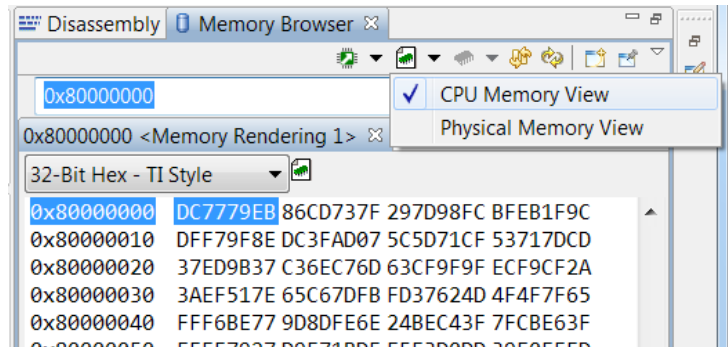 Disassembly Memory Browser
0x80000000
CPU Memory View
Physical Memory View
0x80000000 <Memory Rendering 1>
32-Bit Hex - TI Style
0x80000000 DC7779EB 86CD737F 297D98FC BFEB1F9C
0x80000010 DFF79F8E DC3FAD07 5C5D71CF 53717DCD
0x80000020 37ED9B37 C36EC76D 63CF9F9F ECF9CF2A
0x80000030 3AEF517E 65C67DFB FD37624D 4F4F7F65
0x80000040 FFF6BE77 9D8DFE6E 24BEC43F 7FCBE63F